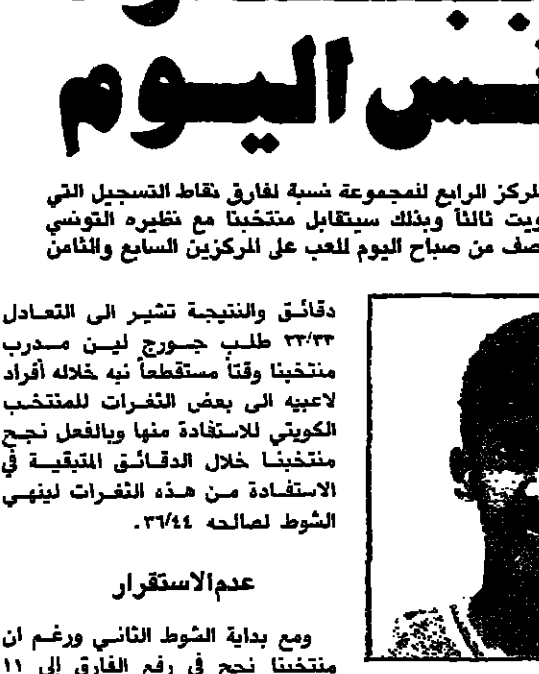 اليوم
المركز الرابع للمجموعة نسبة لفارق نقاط التسجيل التي
ويت ثالثاً وبذلك سيتقابل منتخبنا مع نظيره التونسي
صف من صباح اليوم للعب على المركزين السابع والثامن
دقائق والنتيجة تشير الى التعادل
٣٣/٣٣ طلب جورج لين مدرب
منتخبنا وقتاً مستقطعاً نبه خلاله أفراد
لاعبيه الى بعض الثغرات للمنتخب
الكويتي للاستفادة منها وبالفعل نجح
منتخبنا خلال الدقائق المتبقية في
الاستفادة من هذه الثغرات لينهي
الشوط لصالحه ٣٦/٤٤ .
عدم الاستقرار
ومع بداية الشوط الثاني ورغم ان
منتخبنا نجح في رفع الفارق إلى ١١